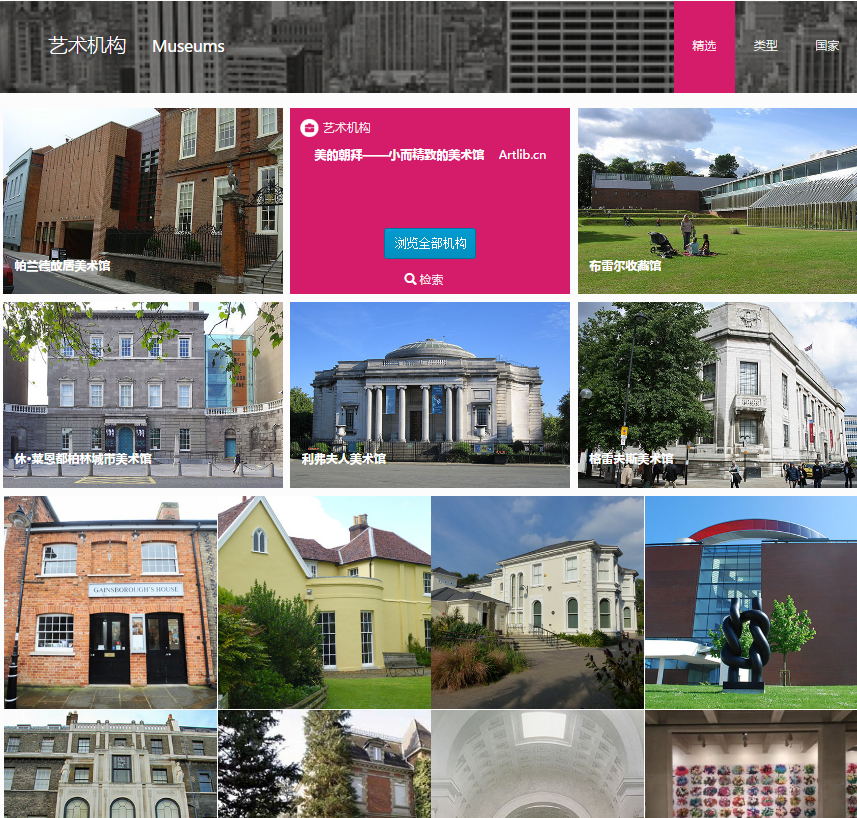 艺术机构 Museums
精选 类型 国家
艺术机构
美的朝拜——小而精致的美术馆 Artlib.cn
浏览全部机构
检索
帕兰德故居美术馆
布雷尔收藏馆
休·莱恩都柏林城市美术馆
利弗夫人美术馆
格雷夫斯美术馆
GAINSBOROUGH'S HOUSE